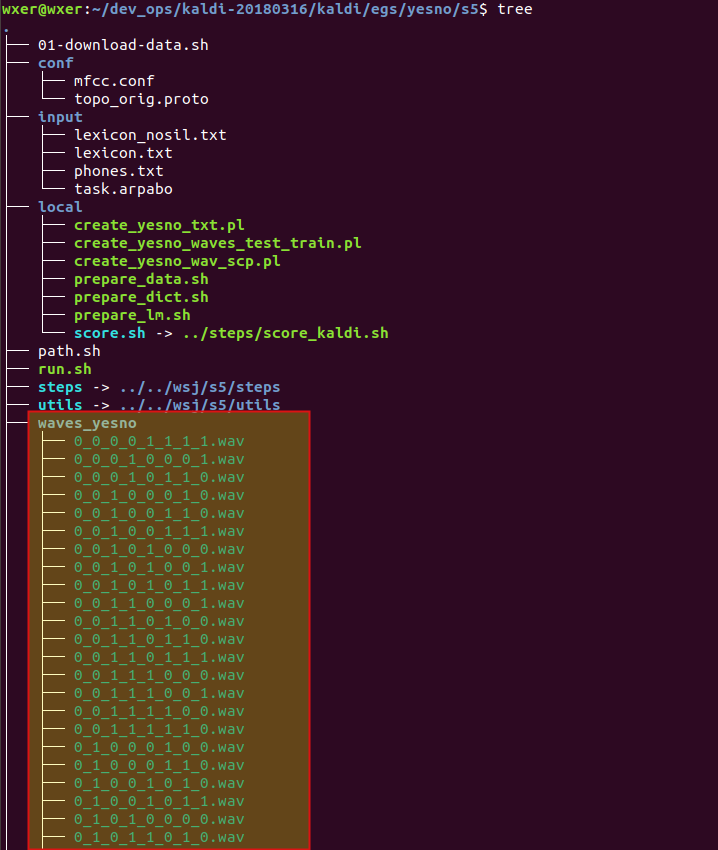 wxer@wxer:~/dev_ops/kaldi-20180316/kaldi/egs/yesno/s5$ tree
.
├── 01-download-data.sh
├── conf
│   ├── mfcc.conf
│   └── topo_orig.proto
├── input
│   ├── lexicon_nosil.txt
│   ├── lexicon.txt
│   ├── phones.txt
│   └── task.arpabo
├── local
│   ├── create_yesno_txt.pl
│   ├── create_yesno_waves_test_train.pl
│   ├── create_yesno_wav_scp.pl
│   ├── prepare_data.sh
│   ├── prepare_dict.sh
│   ├── prepare_lm.sh
│   └── score.sh -> ../steps/score_kaldi.sh
├── path.sh
├── run.sh
├── steps -> ../../wsj/s5/steps
├── utils -> ../../wsj/s5/utils
├── waves_yesno
│   ├── 0_0_0_0_1_1_1_1.wav
│   ├── 0_0_0_1_0_0_0_1.wav
│   ├── 0_0_0_1_0_1_1_0.wav
│   ├── 0_0_1_0_0_0_1_0.wav
│   ├── 0_0_1_0_0_1_1_0.wav
│   ├── 0_0_1_0_0_1_1_1.wav
│   ├── 0_0_1_0_1_0_0_0.wav
│   ├── 0_0_1_0_1_0_0_1.wav
│   ├── 0_0_1_0_1_0_1_1.wav
│   ├── 0_0_1_1_0_0_0_1.wav
│   ├── 0_0_1_1_0_1_0_0.wav
│   ├── 0_0_1_1_0_1_1_0.wav
│   ├── 0_0_1_1_0_1_1_1.wav
│   ├── 0_0_1_1_1_0_0_0.wav
│   ├── 0_0_1_1_1_0_0_1.wav
│   ├── 0_0_1_1_1_1_0_0.wav
│   ├── 0_0_1_1_1_1_1_0.wav
│   ├── 0_1_0_0_0_1_0_0.wav
│   ├── 0_1_0_0_0_1_1_0.wav
│   ├── 0_1_0_0_1_0_1_0.wav
│   ├── 0_1_0_0_1_0_1_1.wav
│   ├── 0_1_0_1_0_0_0_0.wav
│   ├── 0_1_0_1_1_0_1_0.wav